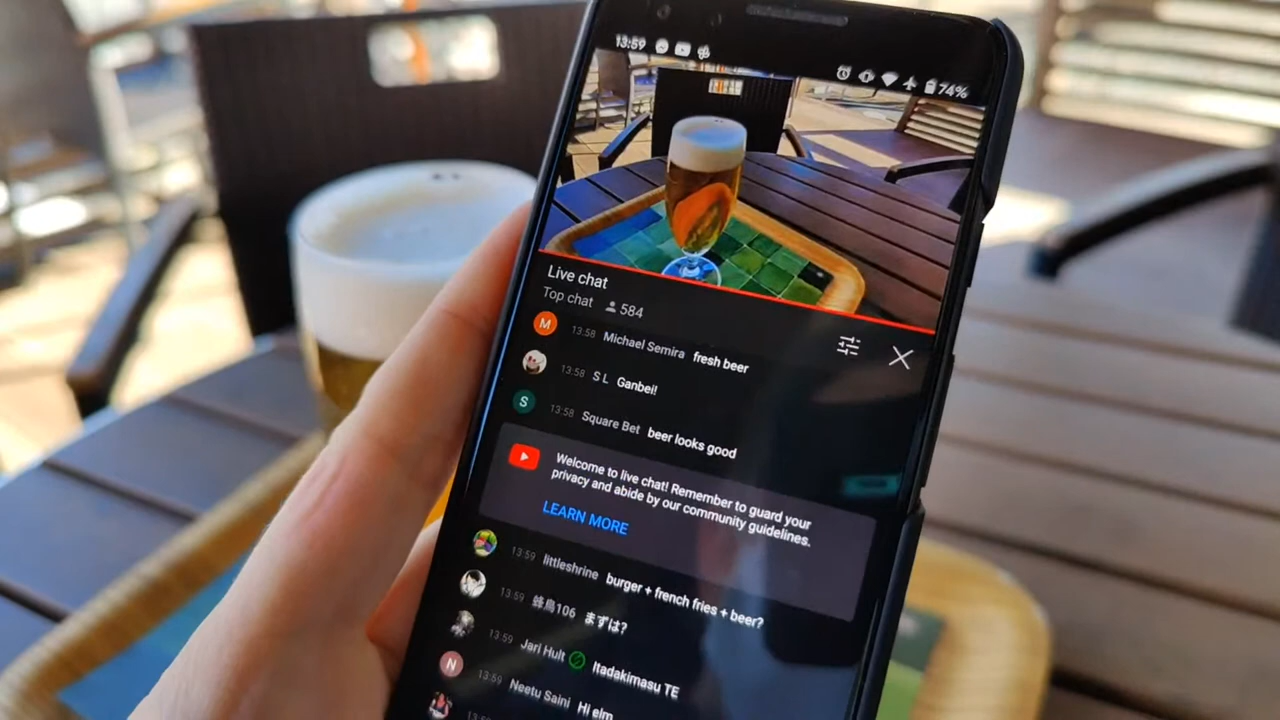 13:59
74%
Live chat
Top chat 584
M 13:58 Michael Semira fresh beer
13:58 S L Ganbei!
S 13:58 Square Bet beer looks good
Welcome to live chat! Remember to guard your
privacy and abide by our community guidelines.
LEARN MORE
13:59 littleshrine burger + french fries + beer?
13:59 蜂鳥106 まずは?
13:59 Jari Hult Itadakimasu TE
N 13:59 Neetu Saini Hi elm
13:59